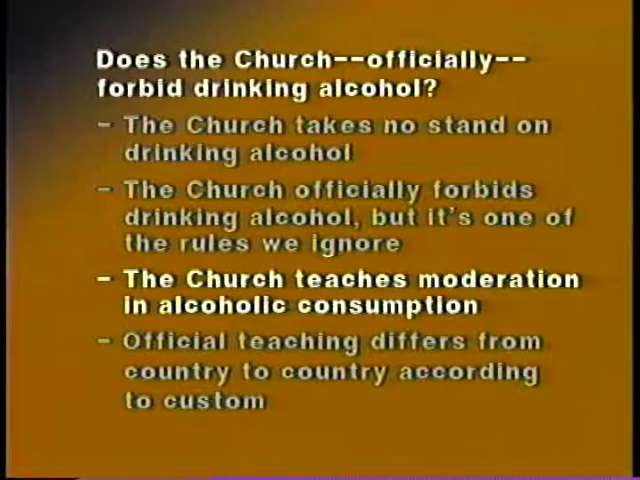 Does the Church--officially--
forbid drinking alcohol?
- The Church takes no stand on
drinking alcohol
- The Church officially forbids
drinking alcohol, but it's one of
the rules we ignore
- The Church teaches moderation
in alcoholic consumption
- Official teaching differs from
country to country according
to custom